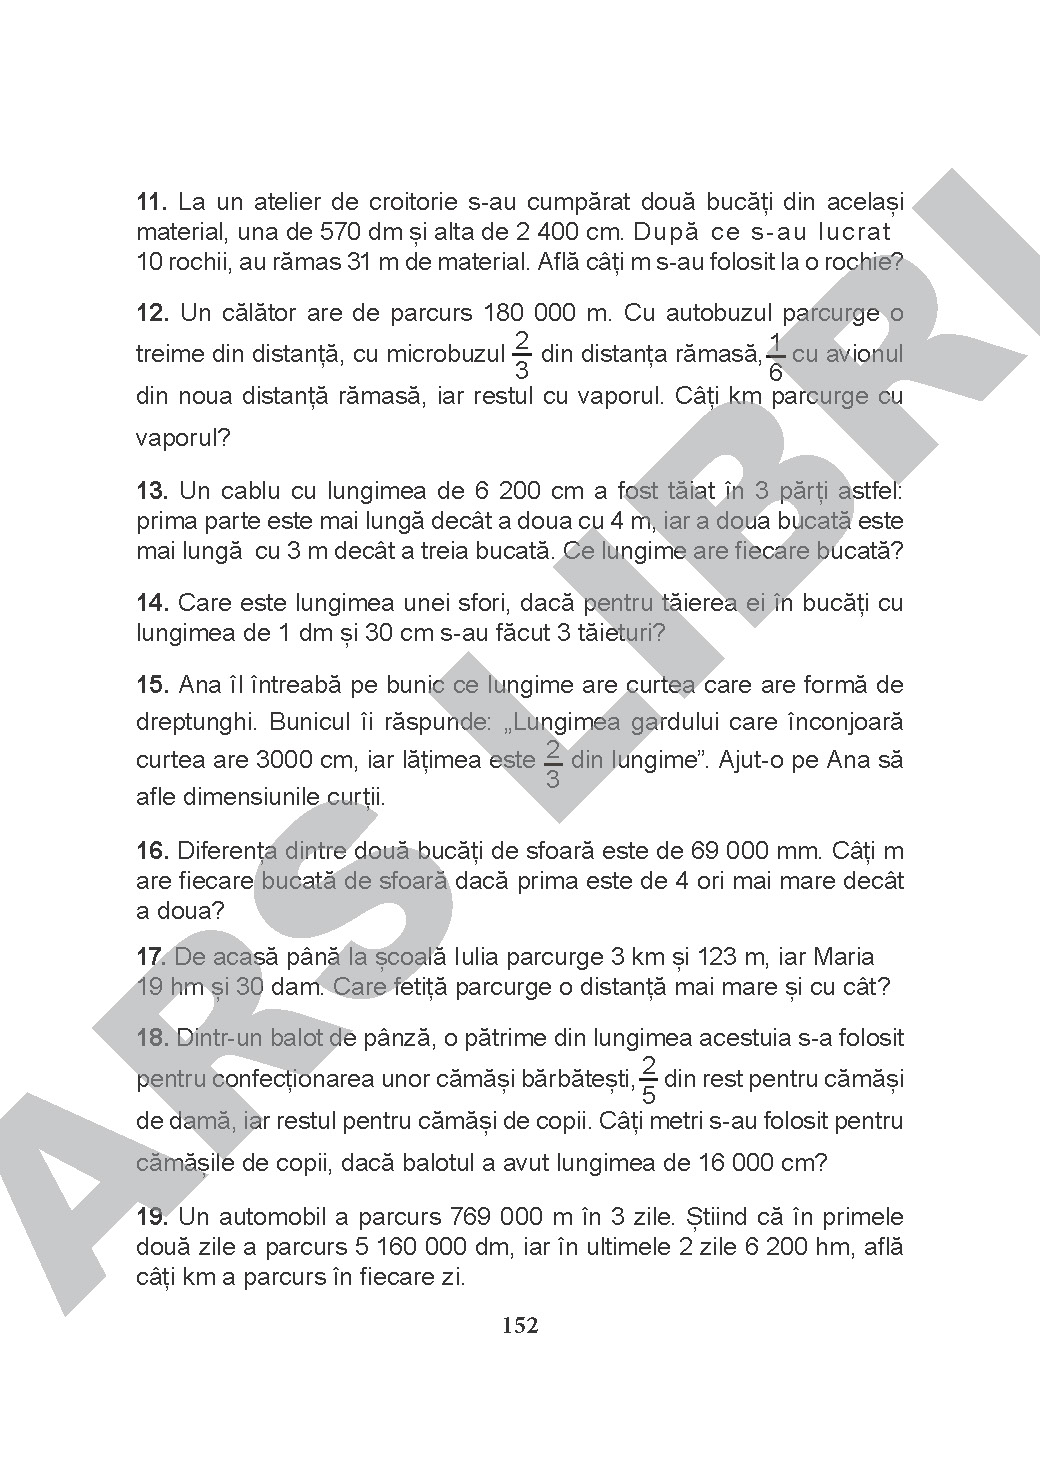 11. La un atelier de croitorie s-au cumpărat două bucăți din același
material, una de 570 dm și alta de 2 400 cm. După ce s-au lucrat
10 rochii, au rămas 31 m de material. Află câți m s-au folosit la o rochie?
12. Un călător are de parcurs 180 000 m. Cu autobuzul parcurge o
treime din distanță, cu microbuzul 2/3 din distanța rămasă, 1/6 cu avionul
din noua distanță rămasă, iar restul cu vaporul. Câți km parcurge cu
vaporul?
13. Un cablu cu lungimea de 6 200 cm a fost tăiat în 3 părți astfel:
prima parte este mai lungă decât a doua cu 4 m, iar a doua bucată este
mai lungă cu 3 m decât a treia bucată. Ce lungime are fiecare bucată?
14. Care este lungimea unei sfori, dacă pentru tăierea ei în bucăți cu
lungimea de 1 dm și 30 cm s-au făcut 3 tăieturi?
15. Ana îl întreabă pe bunic ce lungime are curtea care are formă de
dreptunghi. Bunicul îi răspunde: „Lungimea gardului care înconjoară
curtea are 3000 cm, iar lățimea este 2/3 din lungime”. Ajut-o pe Ana să
afle dimensiunile curții.
16. Diferența dintre două bucăți de sfoară este de 69 000 mm. Câți m
are fiecare bucată de sfoară dacă prima este de 4 ori mai mare decât
a doua?
17. De acasă până la școală Iulia parcurge 3 km și 123 m, iar Maria
19 hm și 30 dam. Care fetiță parcurge o distanță mai mare și cu cât?
18. Dintr-un balot de pânză, o pătrime din lungimea acestuia s-a folosit
pentru confecționarea unor cămăși bărbătești, 2/5 din rest pentru cămăși
de damă, iar restul pentru cămăși de copii. Câți metri s-au folosit pentru
cămășile de copii, dacă balotul a avut lungimea de 16 000 cm?
19. Un automobil a parcurs 769 000 m în 3 zile. Știind că în primele
două zile a parcurs 5 160 000 dm, iar în ultimele 2 zile 6 200 hm, află
câți km a parcurs în fiecare zi.
152
ARS LIBRI